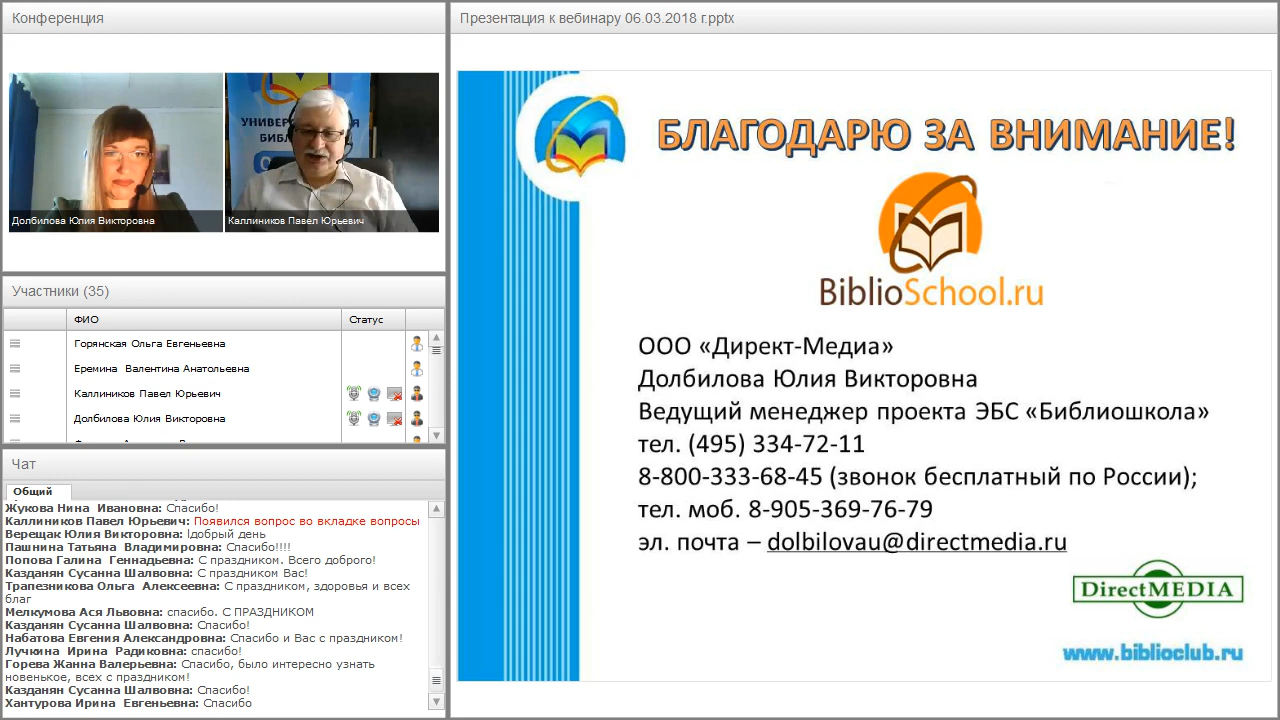 Конференция
УНИВЕР
БИБЛ
Долбилова Юлия Викторовна
Каллиников Павел Юрьевич
Участники (35)
ФИО Статус
Горянская Ольга Евгеньевна
Еремина Валентина Анатольевна
Каллиников Павел Юрьевич
Долбилова Юлия Викторовна
Чат
Общий
Жукова Нина Ивановна: Спасибо!
Каллиников Павел Юрьевич: Появился вопрос во вкладке вопросы
Верещак Юлия Викторовна: !добрый день
Пашнина Татьяна Владимировна: Спасибо!!!!
Попова Галина Геннадьевна: С праздником. Всего доброго!
Казданян Сусанна Шалвовна: С праздником Вас!
Трапезникова Ольга Алексеевна: С праздником, здоровья и всех
благ
Мелкумова Ася Львовна: спасибо. С ПРАЗДНИКОМ
Казданян Сусанна Шалвовна: Спасибо!
Набатова Евгения Александровна: Спасибо и Вас с праздником!
Лучкина Ирина Радиковна: спасибо!
Горева Жанна Валерьевна: Спасибо, было интересно узнать
новенькое, всех с праздником!
Казданян Сусанна Шалвовна: Спасибо!
Хантурова Ирина Евгеньевна: Спасибо
Презентация к вебинару 06.03.2018 г.pptx
БЛАГОДАРЮ ЗА ВНИМАНИЕ!
BiblioSchool.ru
ООО «Директ-Медиа»
Долбилова Юлия Викторовна
Ведущий менеджер проекта ЭБС «Библиошкола»
тел. (495) 334-72-11
8-800-333-68-45 (звонок бесплатный по России);
тел. моб. 8-905-369-76-79
эл. почта – dolbilovau@directmedia.ru
DirectMEDIA
www.biblioclub.ru